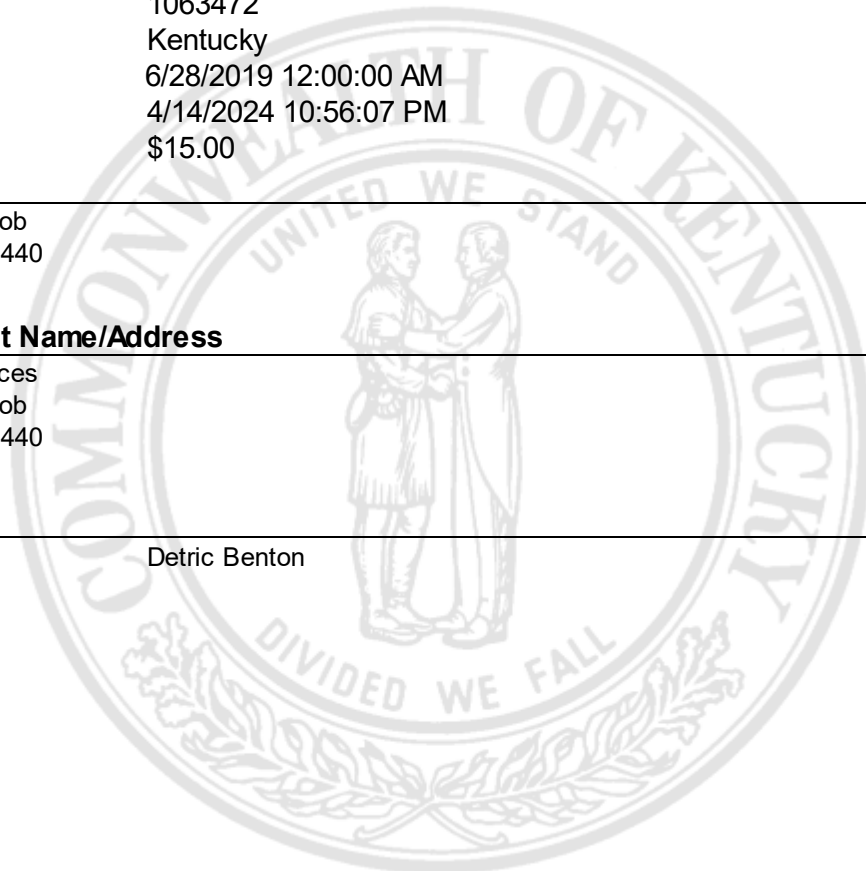 1063472
Kentucky
6/28/2019 12:00:00 AM
4/14/2024 10:56:07 PM
$15.00
ob
440
t Name/Address
ces
ob
440
Detric Benton
COMMONWEALTH OF KENTUCKY
UNITED WE STAND
DIVIDED WE FALL